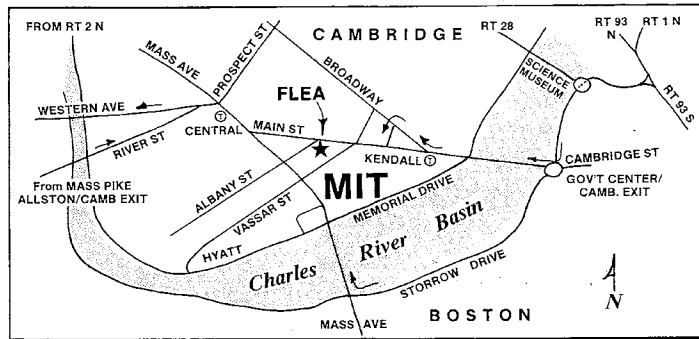 FROM RT 2 N
MASS AVE
PROSPECT ST
CAMBRIDGE
RT 28
RT 93
N
RT 1 N
SCIENCE
MUSEUM
RT 93 S
BROADWAY
FLEA
WESTERN AVE
CENTRAL
T
MAIN ST
RIVER ST
KENDALL
T
CAMBRIDGE ST
From MASS PIKE
ALLSTON/CAMB EXIT
ALBANY ST
MIT
GOV'T CENTER/
CAMB. EXIT
VASSAR ST
MEMORIAL DRIVE
HYATT
Charles River Basin
STORROW DRIVE
N
MASS AVE
BOSTON